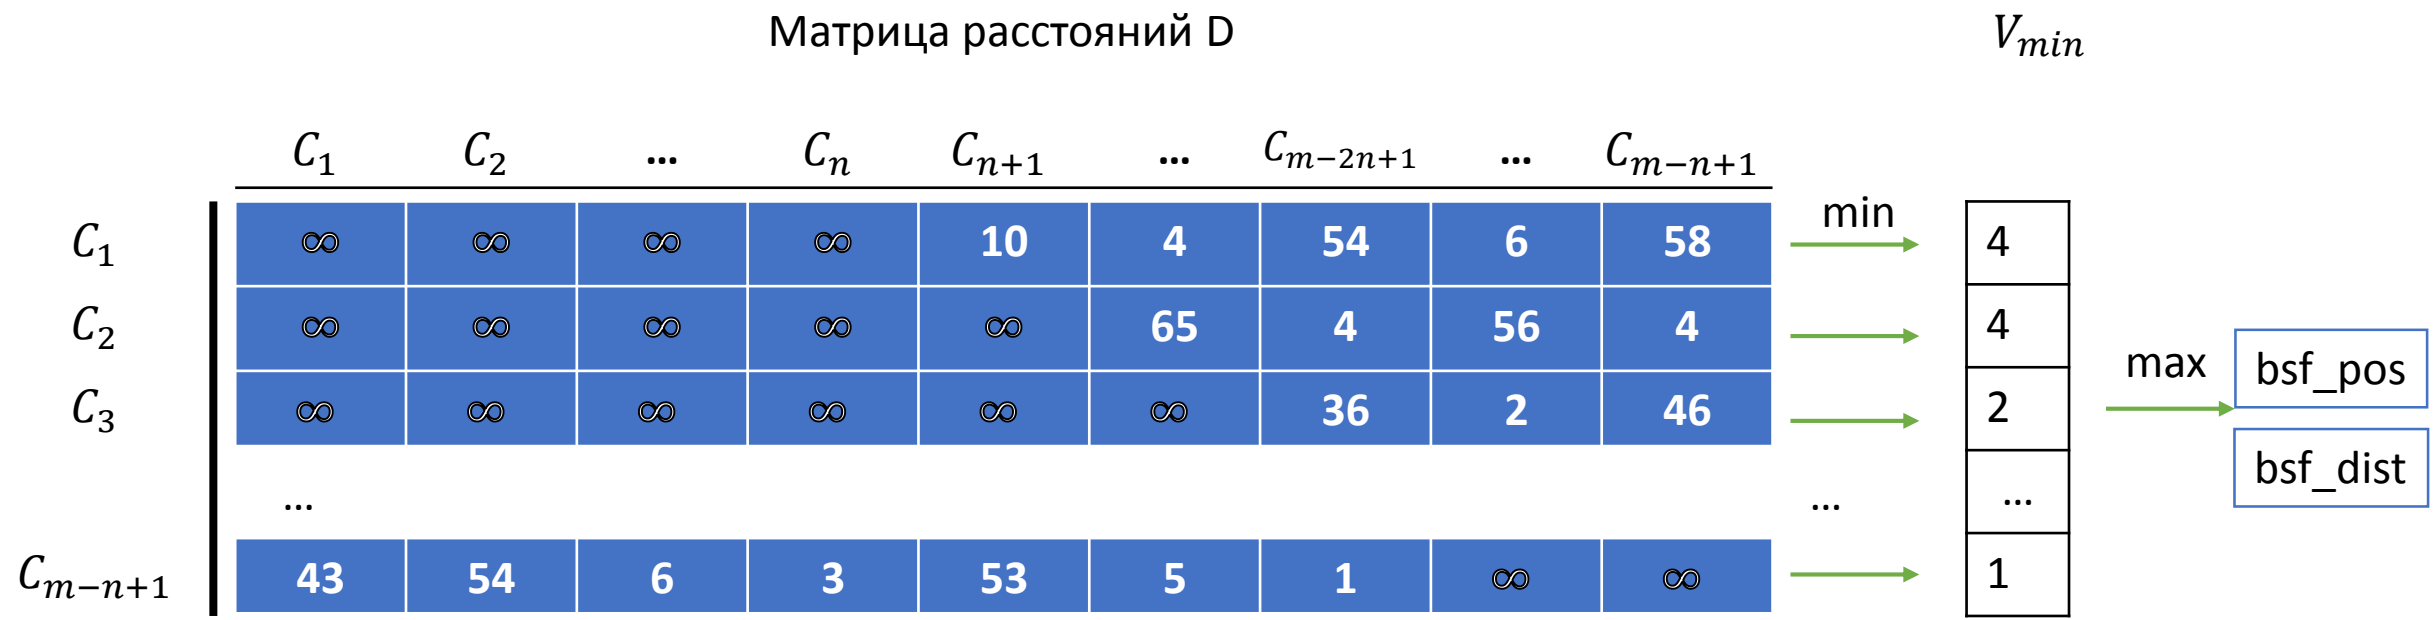 Матрица расстояний D V_min
C_1 C_2 ... C_n C_{n+1} ... C_{m−2n+1} ... C_{m−n+1}
C_1 ∞ ∞ ∞ ∞ 10 4 54 6 58 min 4
C_2 ∞ ∞ ∞ ∞ ∞ 65 4 56 4 4
max bsf_pos
C_3 ∞ ∞ ∞ ∞ ∞ ∞ 36 2 46 2
bsf_dist
... ... ...
C_{m−n+1} 43 54 6 3 53 5 1 ∞ ∞ 1